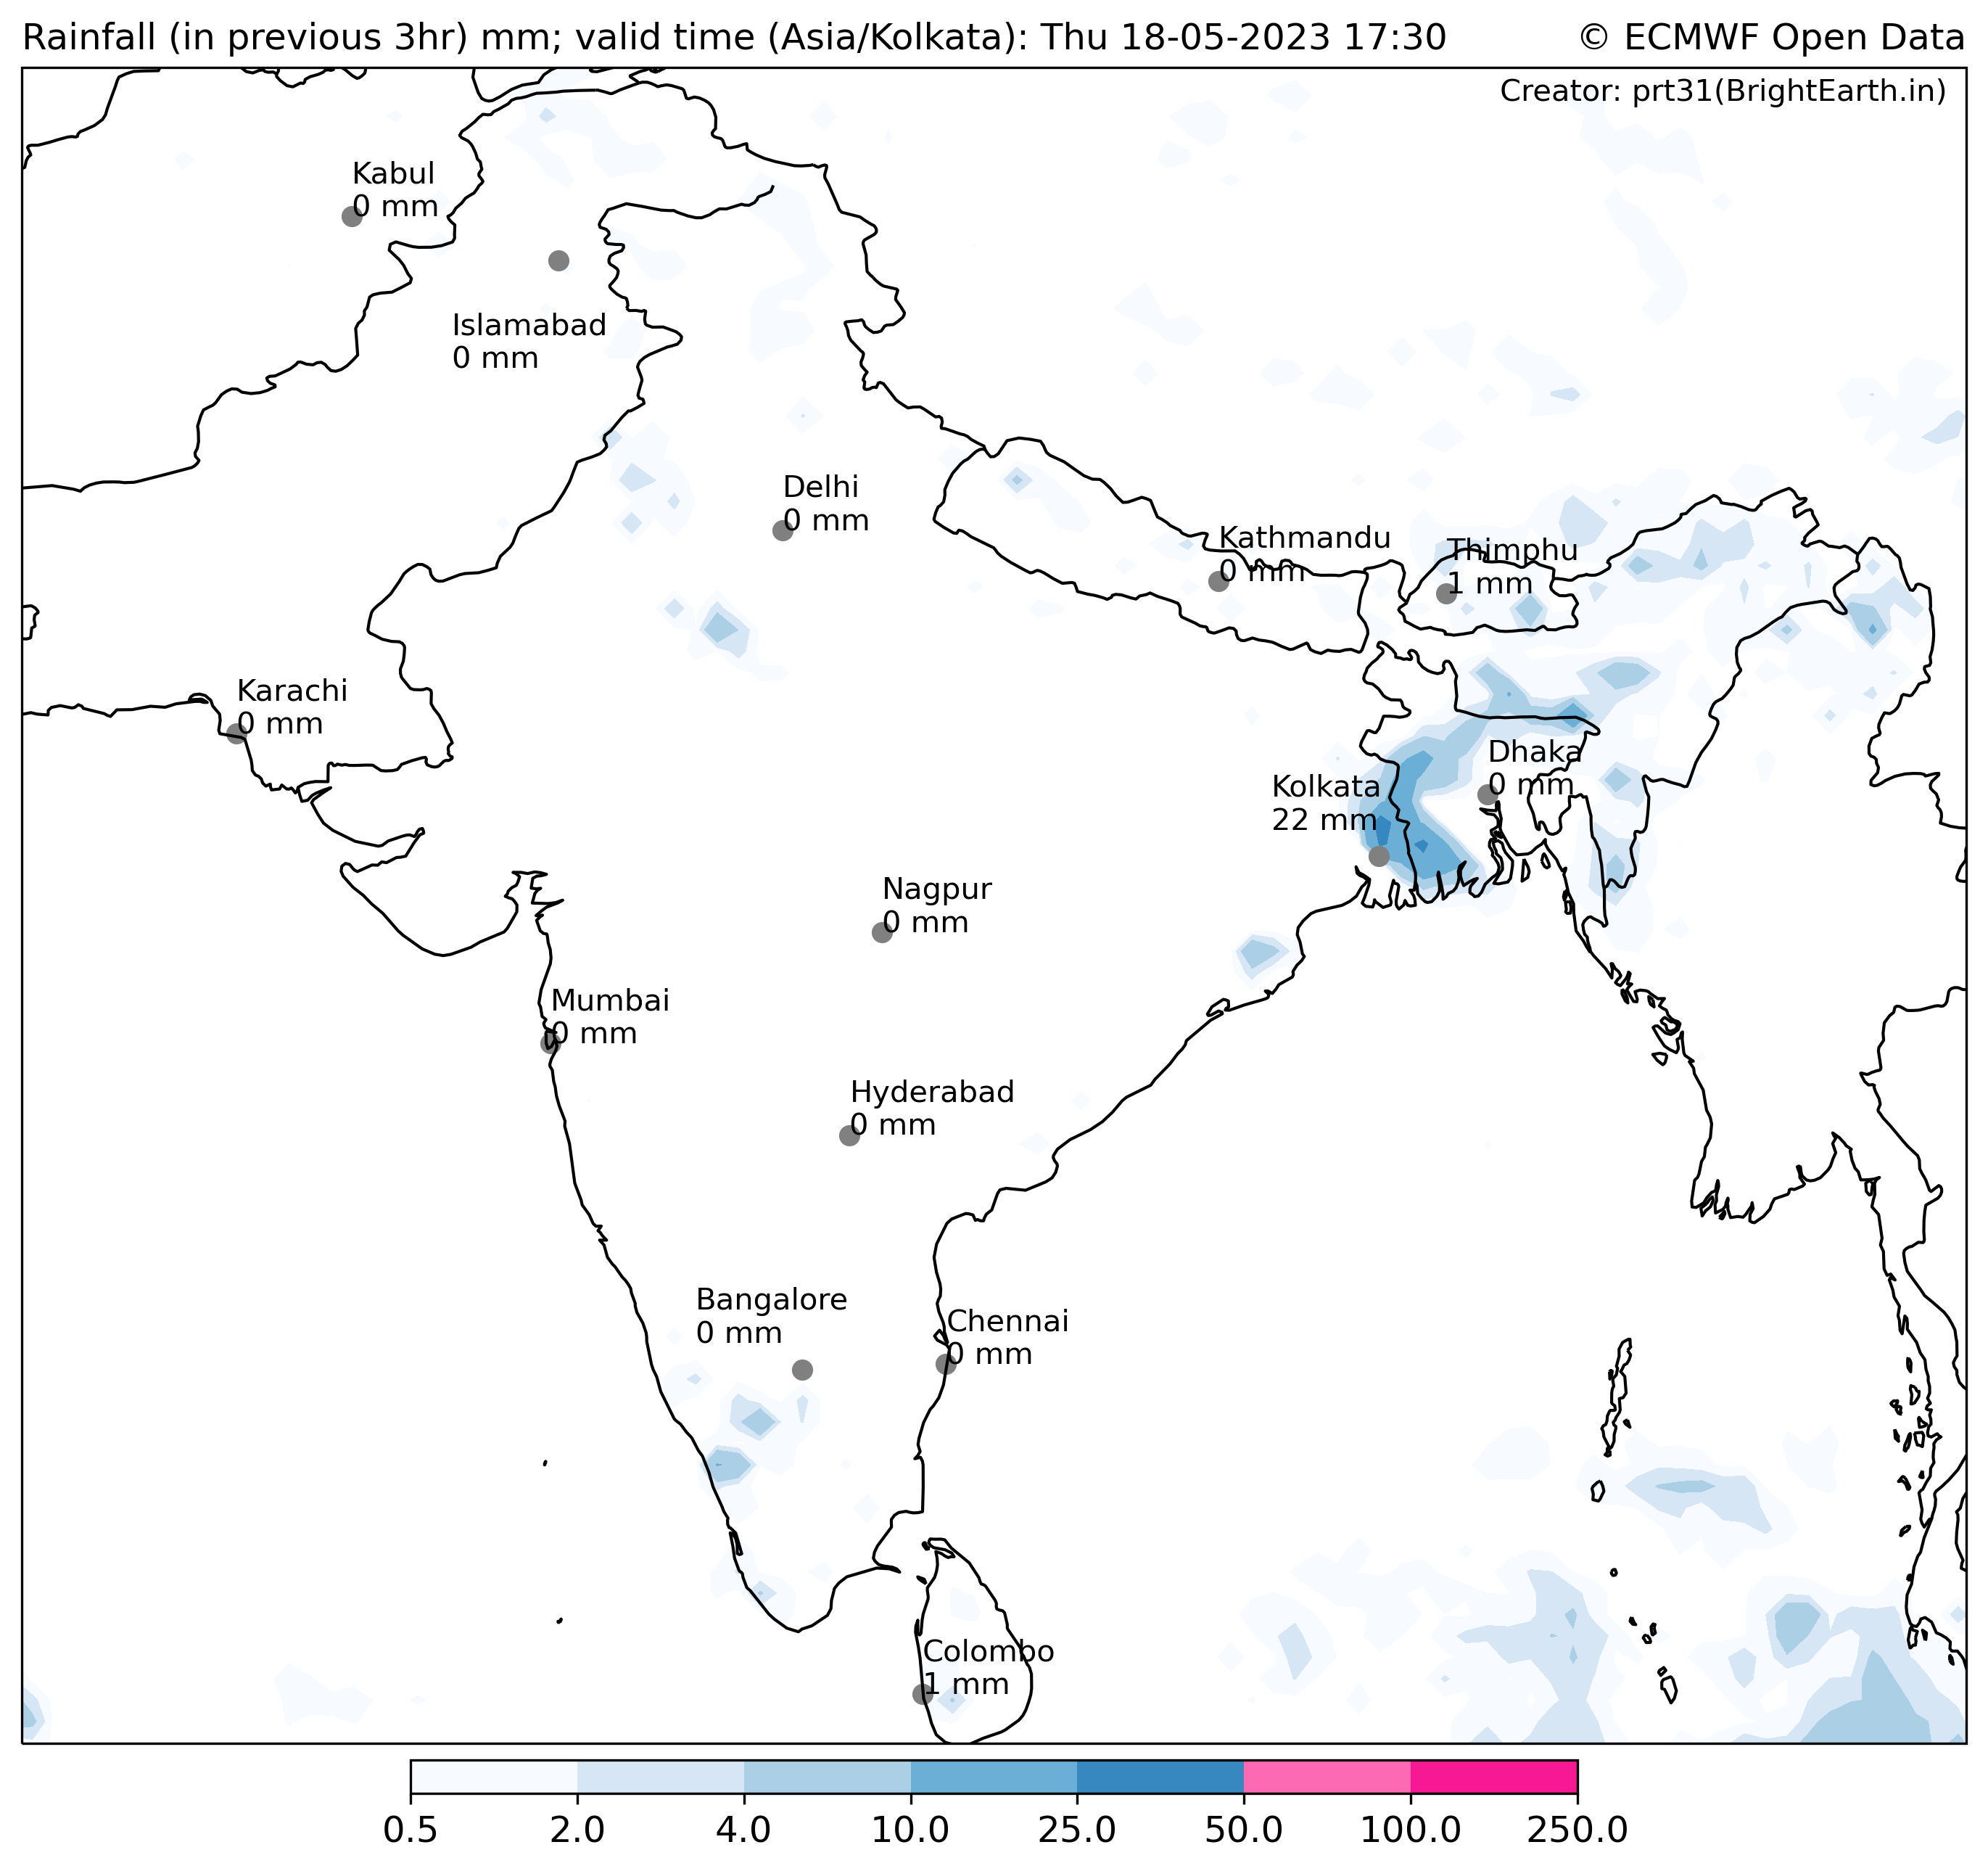 Rainfall (in previous 3hr) mm; valid time (Asia/Kolkata): Thu 18-05-2023 17:30
© ECMWF Open Data
Creator: prt31(BrightEarth.in)
Kabul
0 mm
Islamabad
0 mm
Delhi
0 mm
Kathmandu
0 mm
Thimphu
1 mm
Karachi
0 mm
Dhaka
0 mm
Kolkata
22 mm
Nagpur
0 mm
Mumbai
0 mm
Hyderabad
0 mm
Bangalore
0 mm
Chennai
0 mm
Colombo
1 mm
0.5 2.0 4.0 10.0 25.0 50.0 100.0 250.0